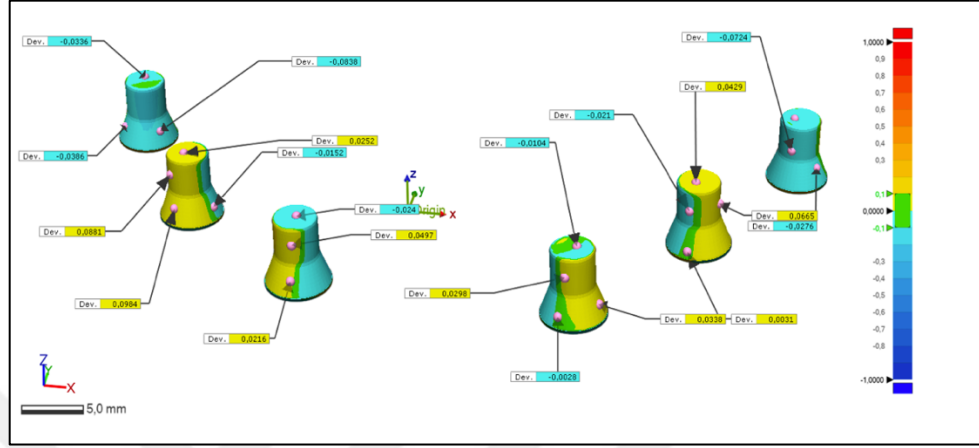 Dev. -0,0336
Dev. -0,0838
Dev. -0,0386
Dev. 0,0252
Dev. -0,0152
Dev. 0,0881
Dev. 0,0984
Dev. -0,024
Dev. 0,0497
Dev. 0,0216
z
y
x
Origin
Dev. -0,0724
Dev. 0,0429
Dev. -0,021
Dev. -0,0104
Dev. 0,0665
Dev. -0,0276
Dev. 0,0298
Dev. 0,0338
Dev. 0,0031
Dev. -0,0028
1,0000
0,9
0,8
0,7
0,6
0,5
0,4
0,3
0,2
0,1
0,0000
-0,1
-0,3
-0,4
-0,5
-0,6
-0,7
-0,8
-1,0000
Z
Y
X
5,0 mm